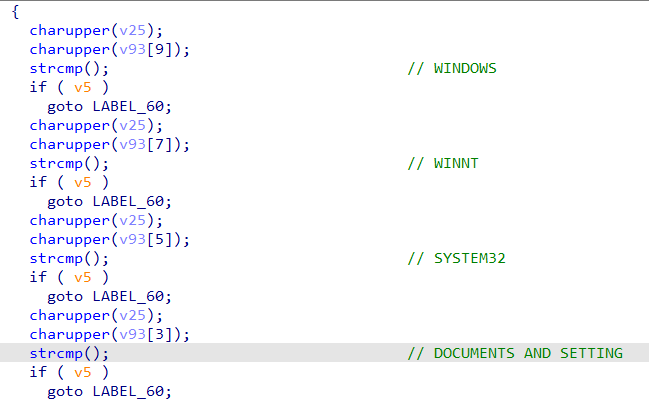 {
charupper(v25);
charupper(v93[9]);
strcmp(); // WINDOWS
if ( v5 )
goto LABEL_60;
charupper(v25);
charupper(v93[7]);
strcmp(); // WINNT
if ( v5 )
goto LABEL_60;
charupper(v25);
charupper(v93[5]);
strcmp(); // SYSTEM32
if ( v5 )
goto LABEL_60;
charupper(v25);
charupper(v93[3]);
strcmp(); // DOCUMENTS AND SETTING
if ( v5 )
goto LABEL_60;